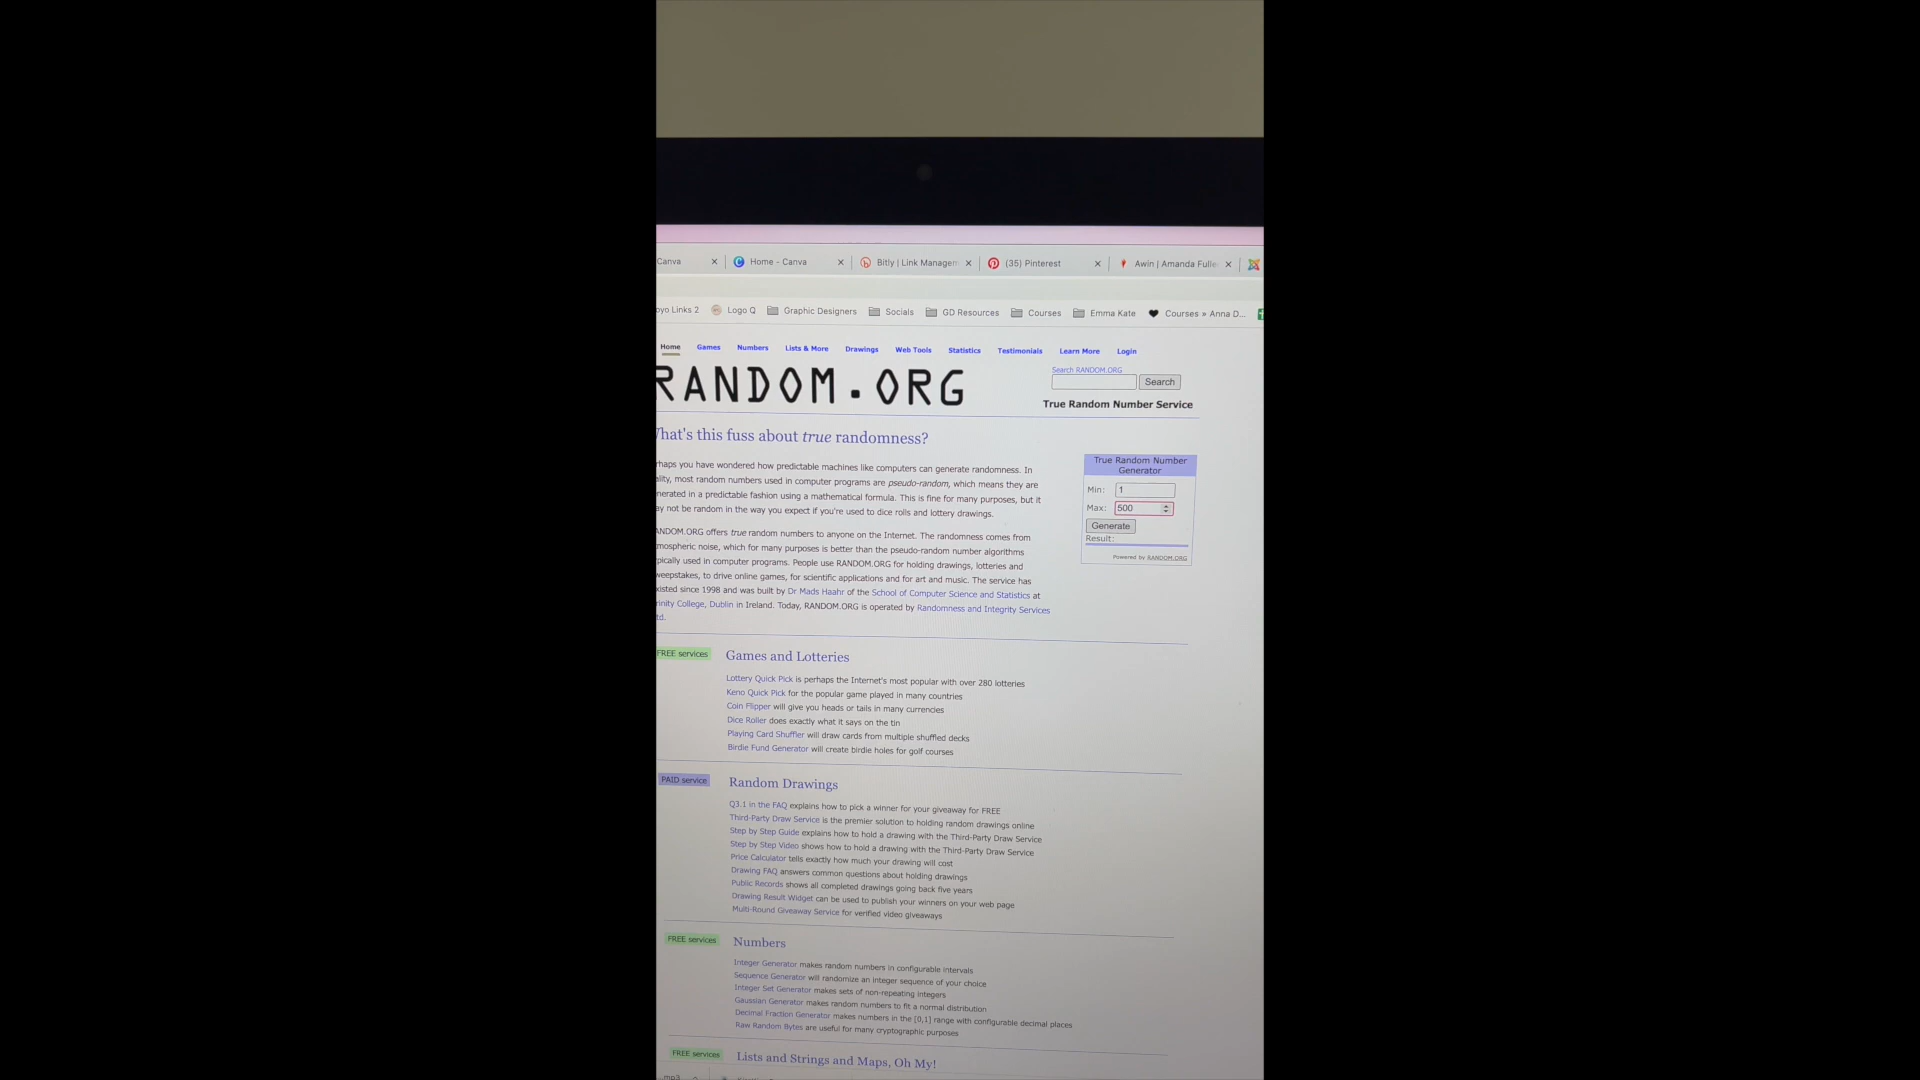 Canva Home - Canva Bitly | Link Managem (35) Pinterest Awin | Amanda Fulle
oyo Links 2 Logo Q Graphic Designers Socials GD Resources Courses Emma Kate Courses » Anna D...
Home Games Numbers Lists & More Drawings Web Tools Statistics Testimonials Learn More Login
Search RANDOM.ORG
RANDOM.ORG
Search
True Random Number Service
hat's this fuss about true randomness?
rhaps you have wondered how predictable machines like computers can generate randomness. In
ality, most random numbers used in computer programs are pseudo-random, which means they are
nerated in a predictable fashion using a mathematical formula. This is fine for many purposes, but it
ay not be random in the way you expect if you're used to dice rolls and lottery drawings.
ANDOM.ORG offers true random numbers to anyone on the Internet. The randomness comes from
mospheric noise, which for many purposes is better than the pseudo-random number algorithms
pically used in computer programs. People use RANDOM.ORG for holding drawings, lotteries and
weepstakes, to drive online games, for scientific applications and for art and music. The service has
xisted since 1998 and was built by Dr Mads Haahr of the School of Computer Science and Statistics at
rinity College, Dublin in Ireland. Today, RANDOM.ORG is operated by Randomness and Integrity Services
td.
True Random Number
Generator
Min: 1
Max: 500
Generate
Result:
Powered by RANDOM.ORG
FREE services
Games and Lotteries
Lottery Quick Pick is perhaps the Internet's most popular with over 280 lotteries
Keno Quick Pick for the popular game played in many countries
Coin Flipper will give you heads or tails in many currencies
Dice Roller does exactly what it says on the tin
Playing Card Shuffler will draw cards from multiple shuffled decks
Birdie Fund Generator will create birdie holes for golf courses
PAID service
Random Drawings
Q3.1 in the FAQ explains how to pick a winner for your giveaway for FREE
Third-Party Draw Service is the premier solution to holding random drawings online
Step by Step Guide explains how to hold a drawing with the Third-Party Draw Service
Step by Step Video shows how to hold a drawing with the Third-Party Draw Service
Price Calculator tells exactly how much your drawing will cost
Drawing FAQ answers common questions about holding drawings
Public Records shows all completed drawings going back five years
Drawing Result Widget can be used to publish your winners on your web page
Multi-Round Giveaway Service for verified video giveaways
FREE services
Numbers
Integer Generator makes random numbers in configurable intervals
Sequence Generator will randomize an integer sequence of your choice
Integer Set Generator makes sets of non-repeating integers
Gaussian Generator makes random numbers to fit a normal distribution
Decimal Fraction Generator makes numbers in the [0,1] range with configurable decimal places
Raw Random Bytes are useful for many cryptographic purposes
FREE services
Lists and Strings and Maps, Oh My!
mp3